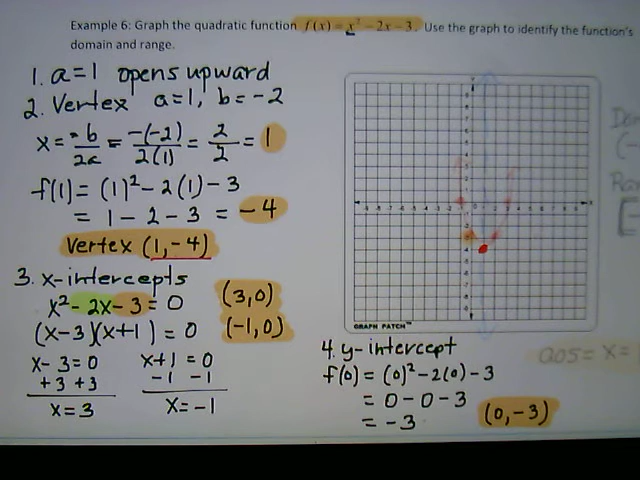 Example 6: Graph the quadratic function f(x) = x² − 2x − 3. Use the graph to identify the function's
domain and range.
1. a=1 opens upward
2. Vertex a=1, b=-2
x = -b/2a = -(-2)/2(1) = 2/2 = 1
f(1) = (1)² - 2(1) - 3
= 1 - 2 - 3 = -4
Vertex (1, -4)
3. x-intercepts
x² - 2x - 3 = 0
(x-3)(x+1) = 0
x - 3 = 0 x+1 = 0
+3 +3 -1 -1
x = 3 x = -1
(3,0)
(-1,0)
GRAPH PATCH™
4. y-intercept
f(0) = (0)² - 2(0) - 3
= 0 - 0 - 3
= -3
(0,-3)